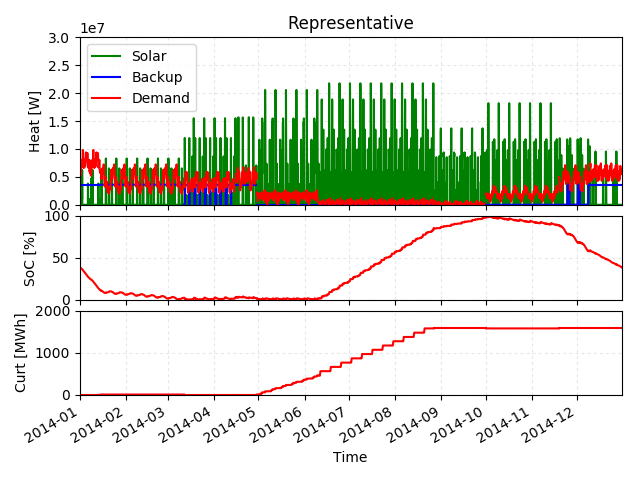 Representative
1e7
3.0
2.5
2.0
1.5
1.0
0.5
0.0
Heat [W]
Solar
Backup
Demand
100
50
0
SoC [%]
2000
1000
0
Curt [MWh]
2014-01
2014-02
2014-03
2014-04
2014-05
2014-06
2014-07
2014-08
2014-09
2014-10
2014-11
2014-12
Time